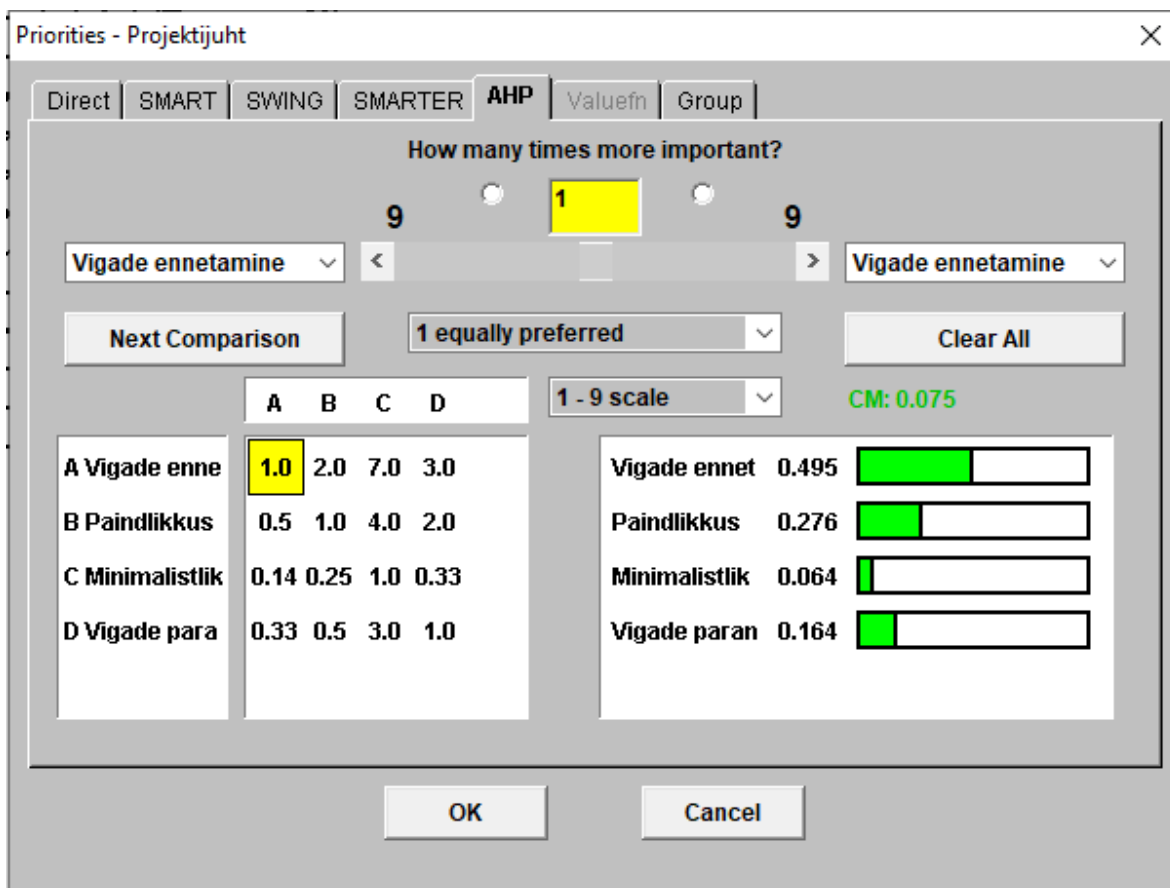 Priorities - Projektijuht
Direct SMART SWING SMARTER AHP Valuefn Group
How many times more important?
9 1 9
Vigade ennetamine < > Vigade ennetamine
Next Comparison 1 equally preferred Clear All
A B C D 1 - 9 scale CM: 0.075
A Vigade enne 1.0 2.0 7.0 3.0 Vigade ennet 0.495
B Paindlikkus 0.5 1.0 4.0 2.0 Paindlikkus 0.276
C Minimalistlik 0.14 0.25 1.0 0.33 Minimalistlik 0.064
D Vigade para 0.33 0.5 3.0 1.0 Vigade paran 0.164
OK Cancel